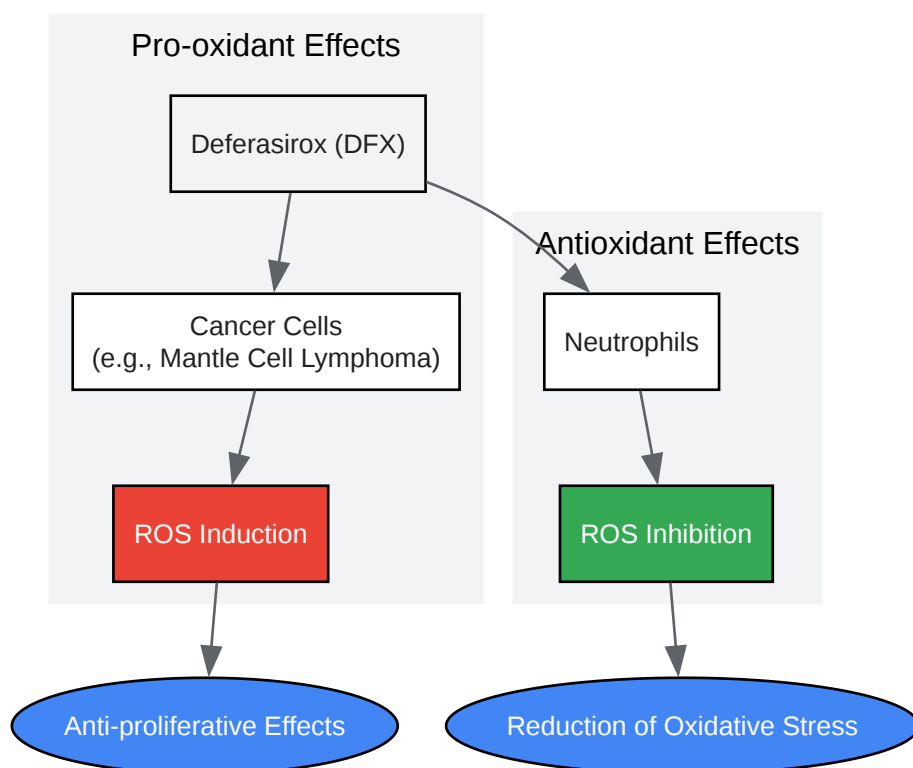 Pro-oxidant Effects
Deferasirox (DFX)
Antioxidant Effects
Cancer Cells
(e.g., Mantle Cell Lymphoma)
Neutrophils
ROS Induction
ROS Inhibition
Anti-proliferative Effects
Reduction of Oxidative Stress